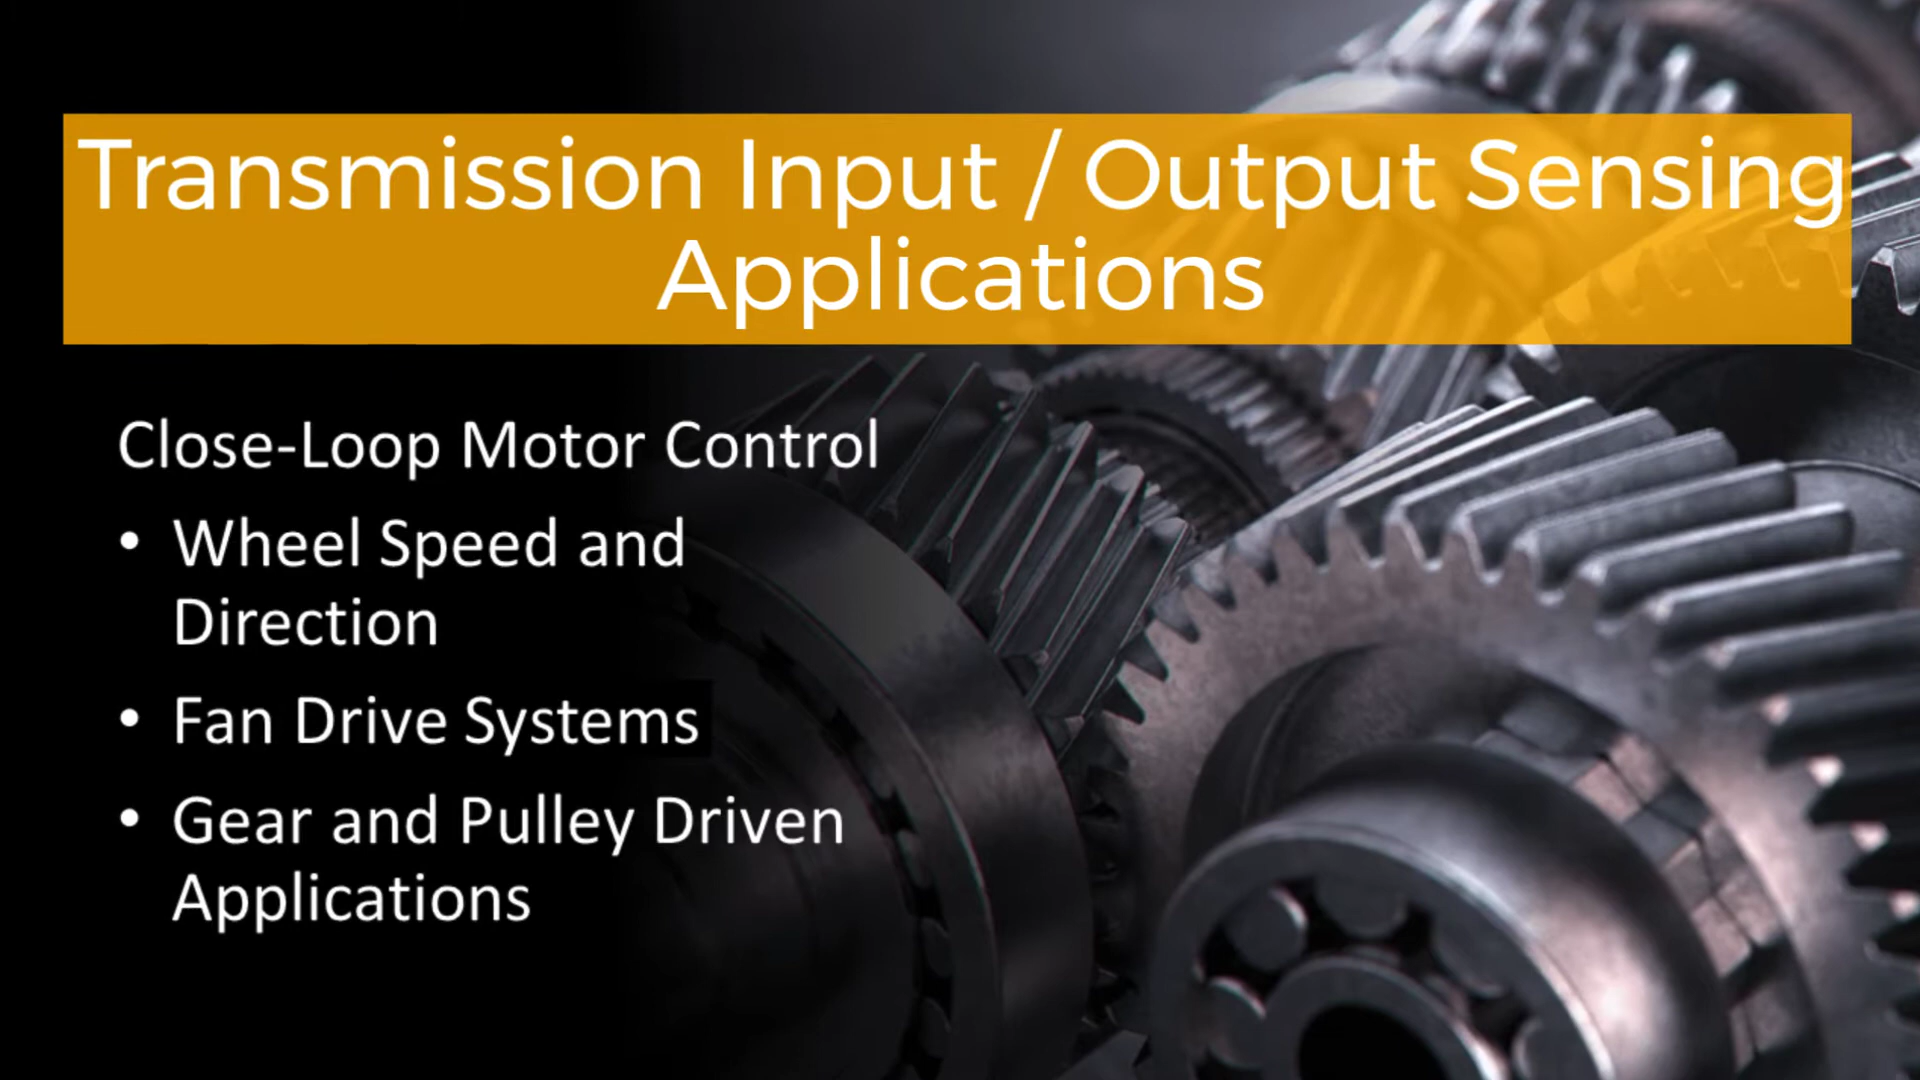 Transmission Input / Output Sensing
Applications
Close-Loop Motor Control
• Wheel Speed and
Direction
• Fan Drive Systems
• Gear and Pulley Driven
Applications